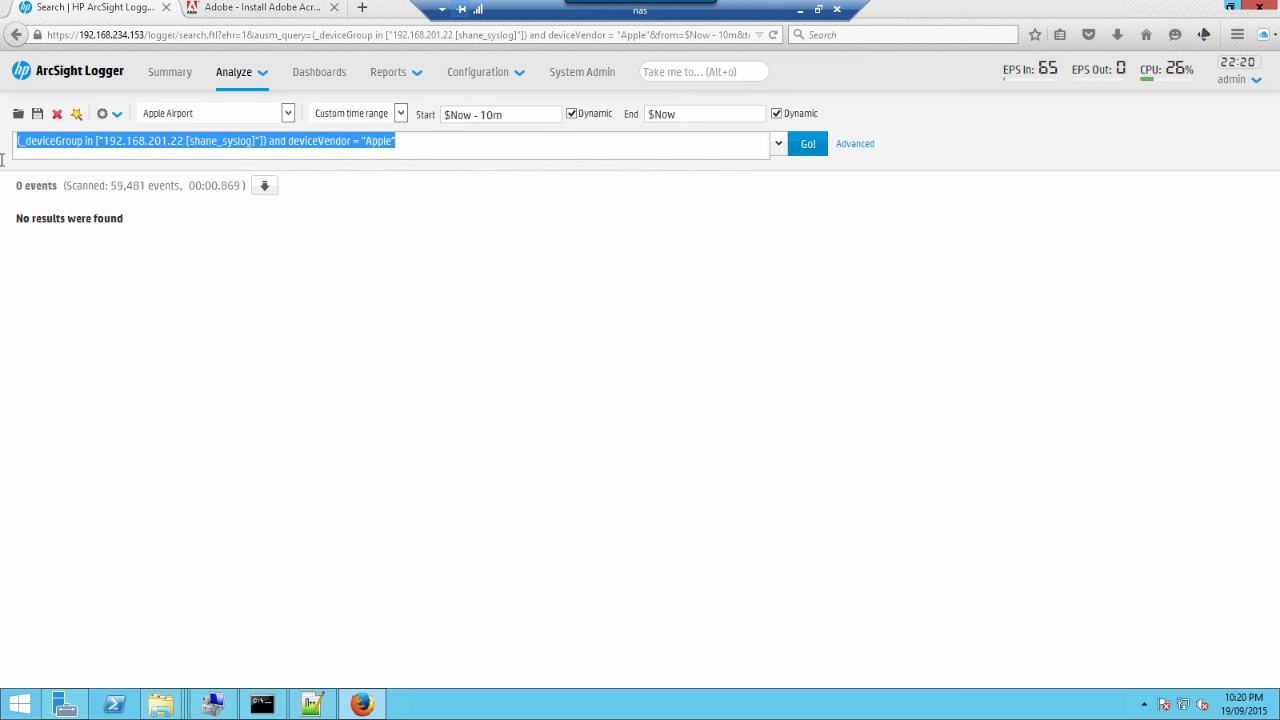 Search | HP ArcSight Logg...
Adobe - Install Adobe Acr...
nas
https://192.168.234.153/logger/search.ftl?ehr=1&ausm_query=(_deviceGroup in ["192.168.201.22 [shane_syslog]"]) and deviceVendor = "Apple"&from=$Now - 10m&t
Search
hp
ArcSight Logger
Summary
Analyze
Dashboards
Reports
Configuration
System Admin
Take me to... (Alt+o)
EPS In: 65
EPS Out: 0
CPU: 26%
22:20
admin
Apple Airport
Custom time range
Start
$Now - 10m
Dynamic
End
$Now
Dynamic
(_deviceGroup in ["192.168.201.22 [shane_syslog]"]) and deviceVendor = "Apple"
Go!
Advanced
0 events (Scanned: 59,481 events, 00:00.869 )
No results were found
10:20 PM
19/09/2015